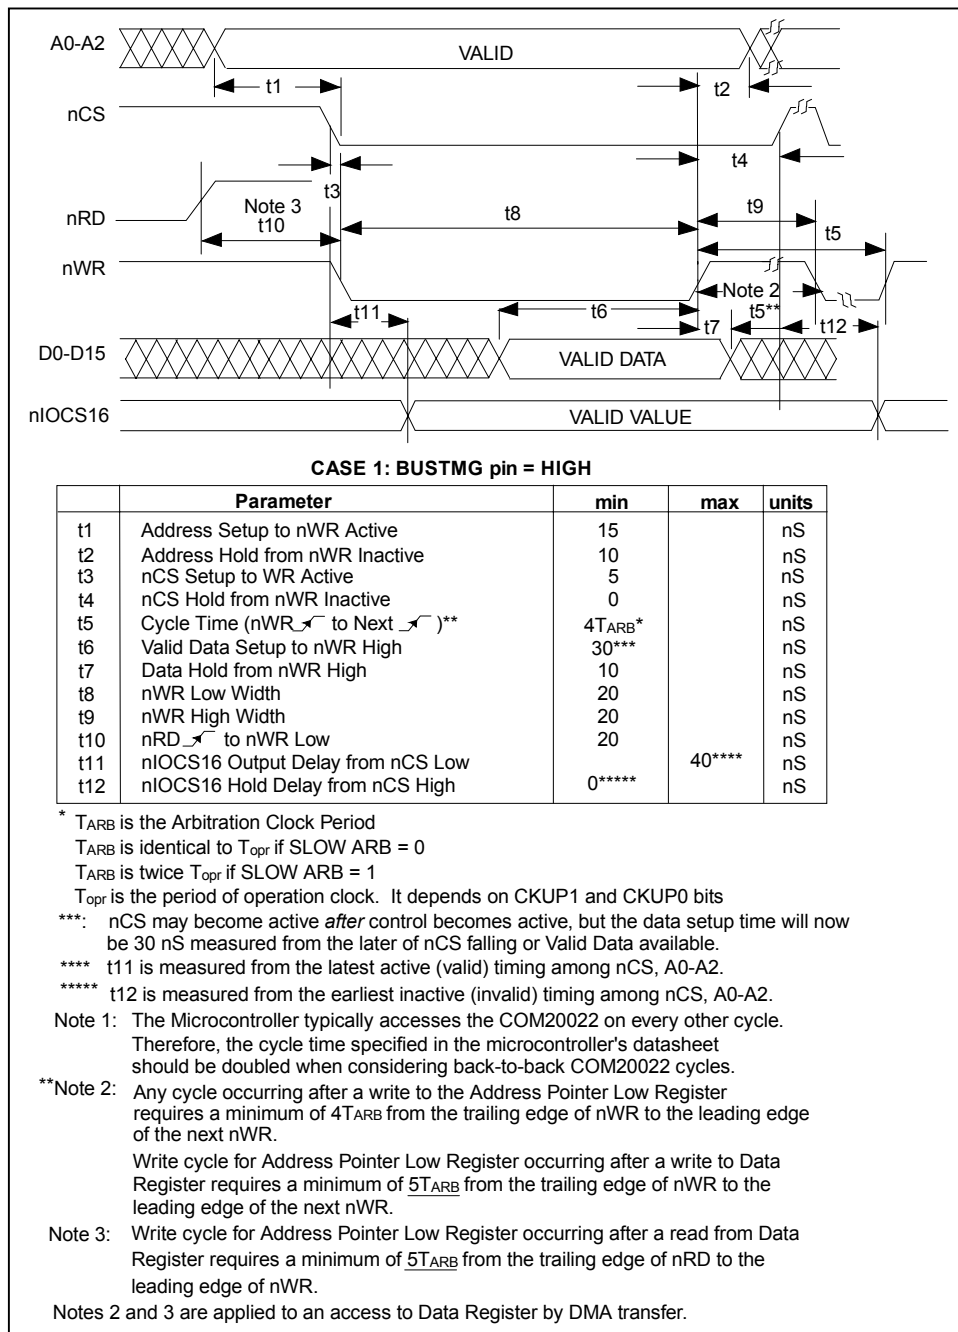 A0-A2
VALID
t1
t2
nCS
t3
t4
nRD
Note 3
t10
t8
t9
t5
nWR
Note 2
t5**
t11
t6
t7
t12
D0-D15
VALID DATA
nIOCS16
VALID VALUE
CASE 1: BUSTMG pin = HIGH
Parameter min max units
t1 Address Setup to nWR Active 15 nS
t2 Address Hold from nWR Inactive 10 nS
t3 nCS Setup to WR Active 5 nS
t4 nCS Hold from nWR Inactive 0 nS
t5 Cycle Time (nWR to Next )** 4TARB* nS
t6 Valid Data Setup to nWR High 30*** nS
t7 Data Hold from nWR High 10 nS
t8 nWR Low Width 20 nS
t9 nWR High Width 20 nS
t10 nRD to nWR Low 20 nS
t11 nIOCS16 Output Delay from nCS Low 40**** nS
t12 nIOCS16 Hold Delay from nCS High 0***** nS
* TARB is the Arbitration Clock Period
TARB is identical to Topr if SLOW ARB = 0
TARB is twice Topr if SLOW ARB = 1
Topr is the period of operation clock. It depends on CKUP1 and CKUP0 bits
***: nCS may become active after control becomes active, but the data setup time will now
be 30 nS measured from the later of nCS falling or Valid Data available.
**** t11 is measured from the latest active (valid) timing among nCS, A0-A2.
***** t12 is measured from the earliest inactive (invalid) timing among nCS, A0-A2.
Note 1: The Microcontroller typically accesses the COM20022 on every other cycle.
Therefore, the cycle time specified in the microcontroller's datasheet
should be doubled when considering back-to-back COM20022 cycles.
**Note 2: Any cycle occurring after a write to the Address Pointer Low Register
requires a minimum of 4TARB from the trailing edge of nWR to the leading edge
of the next nWR.
Write cycle for Address Pointer Low Register occurring after a write to Data
Register requires a minimum of 5TARB from the trailing edge of nWR to the
leading edge of the next nWR.
Note 3: Write cycle for Address Pointer Low Register occurring after a read from Data
Register requires a minimum of 5TARB from the trailing edge of nRD to the
leading edge of nWR.
Notes 2 and 3 are applied to an access to Data Register by DMA transfer.